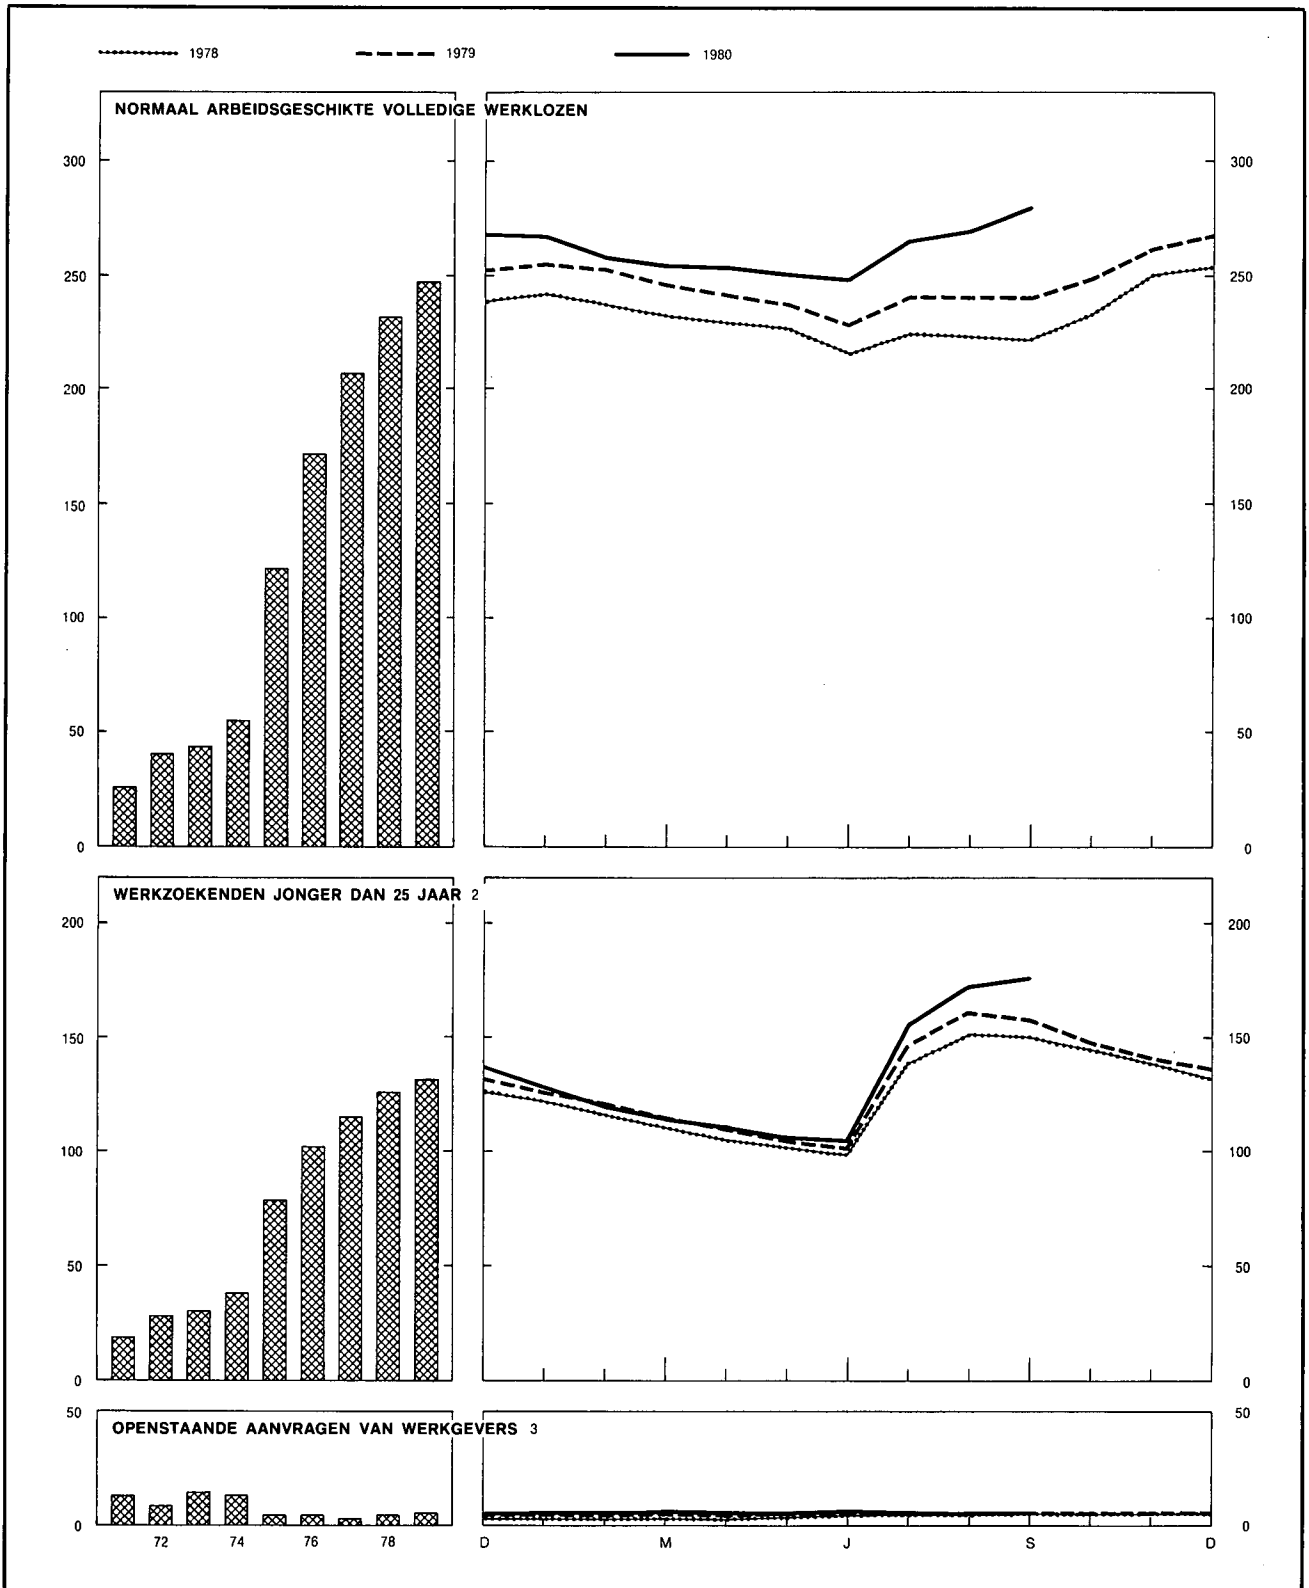 1978 1979 1980
NORMAAL ARBEIDSGESCHIKTE VOLLEDIGE WERKLOZEN
300 300
250 250
200 200
150 150
100 100
50 50
0 0
WERKZOEKENDEN JONGER DAN 25 JAAR 2
200 200
150 150
100 100
50 50
0 0
50 50
OPENSTAANDE AANVRAGEN VAN WERKGEVERS 3
0 0
72 74 76 78 D M J S D